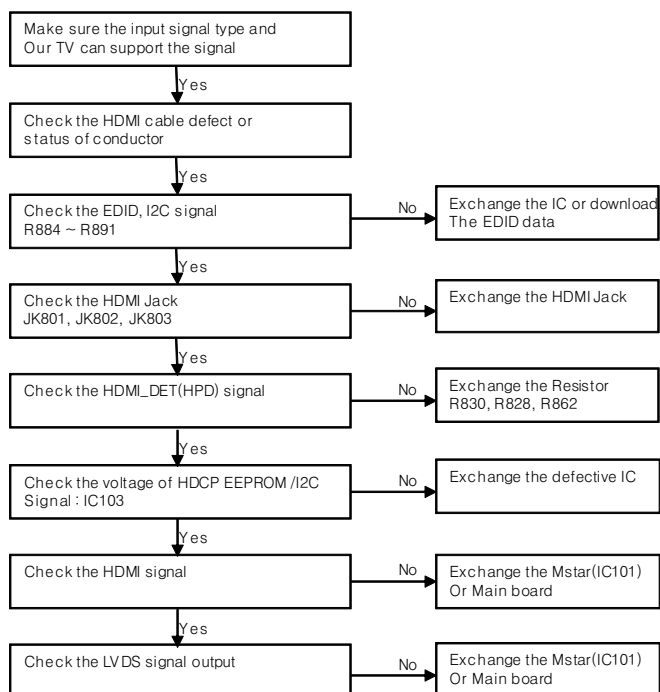 Make sure the input signal type and
Our TV can support the signal
Yes
Check the HDMI cable defect or
status of conductor
Yes
Check the EDID, I2C signal
R884 ~ R891
No
Exchange the IC or download
The EDID data
Yes
Check the HDMI Jack
JK801, JK802, JK803
No
Exchange the HDMI Jack
Yes
Check the HDMI_DET(HPD) signal
No
Exchange the Resistor
R830, R828, R862
Yes
Check the voltage of HDCP EEPROM /I2C
Signal : IC103
No
Exchange the defective IC
Yes
Check the HDMI signal
No
Exchange the Mstar(IC101)
Or Main board
Yes
Check the LVDS signal output
No
Exchange the Mstar(IC101)
Or Main board